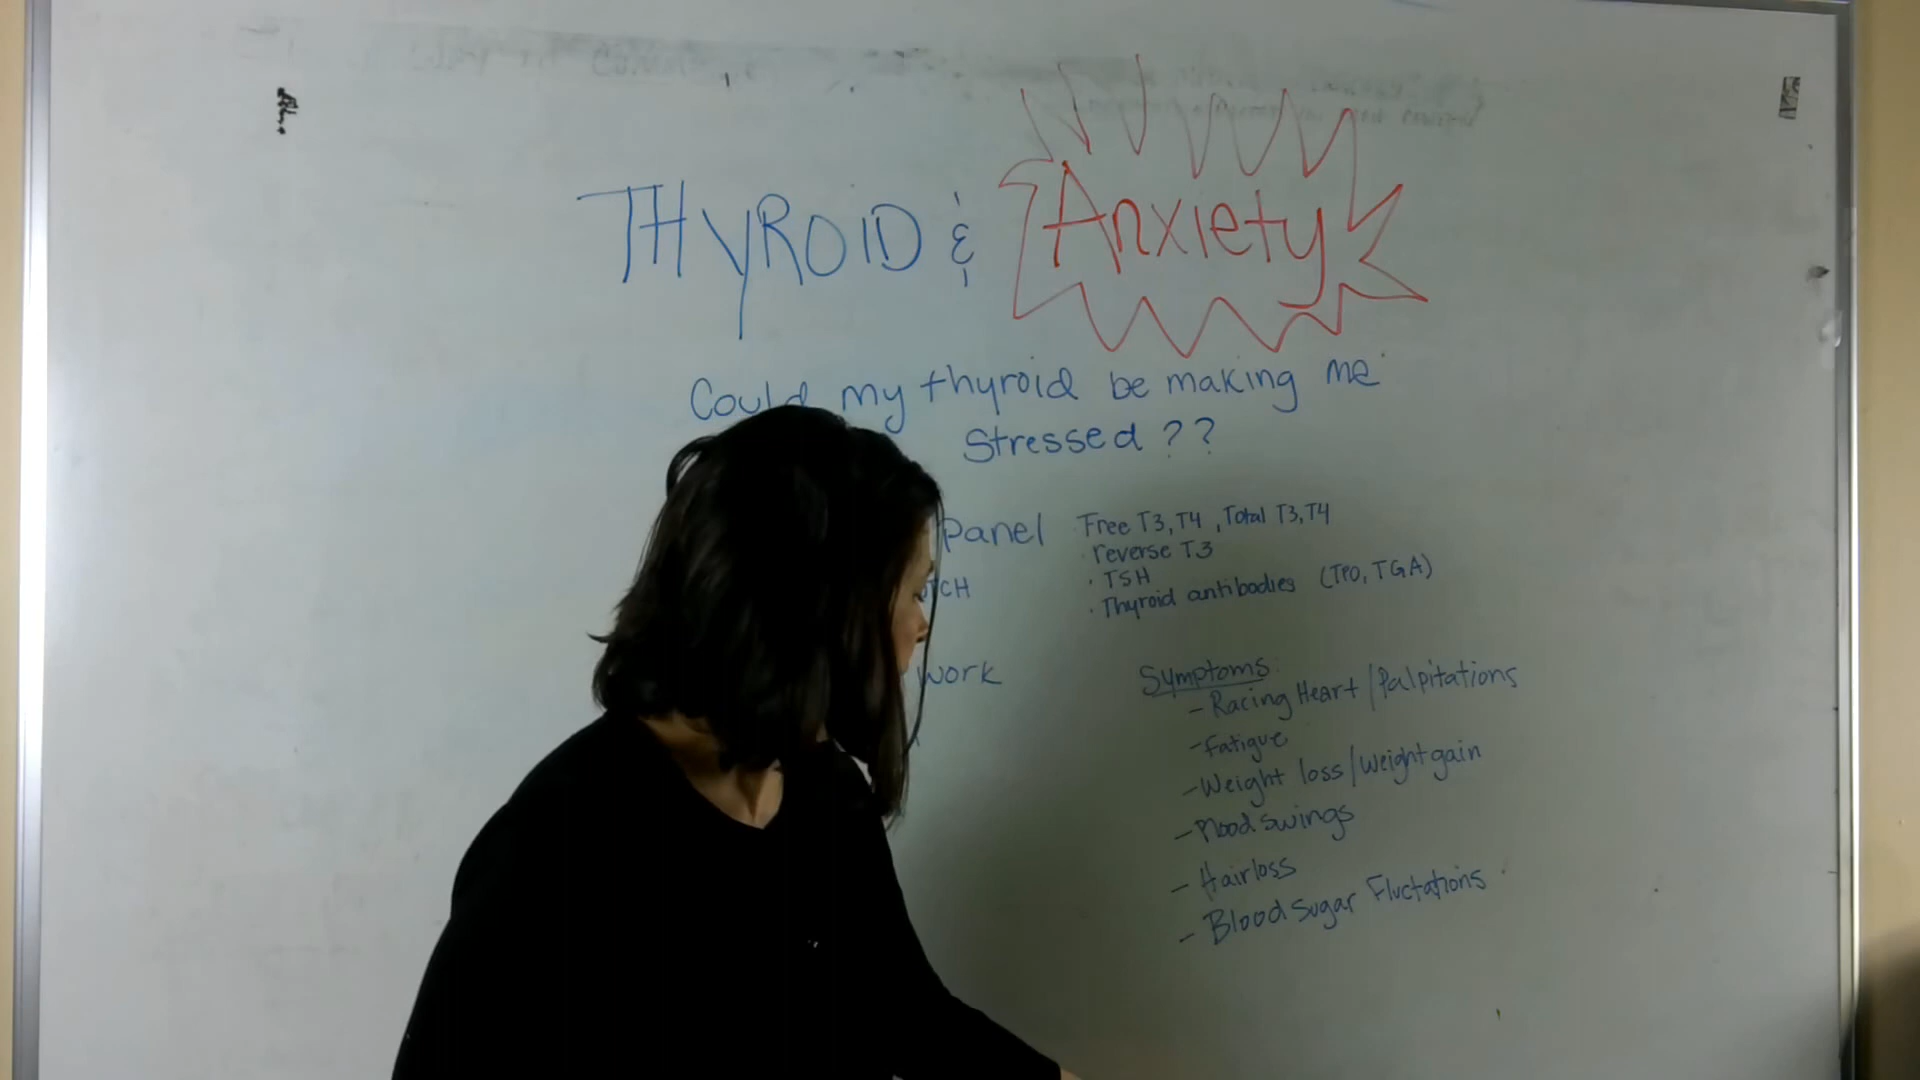 THYROID & Anxiety
Could my thyroid be making me
Stressed ??
Panel Free T3, T4 , Total T3, T4
· reverse T3
· TSH
· Thyroid antibodies (TPO, TGA)
work
Symptoms:
- Racing Heart / Palpitations
- Fatigue
- Weight loss / Weight gain
- Mood swings
- Hairloss
- Blood sugar Fluctations